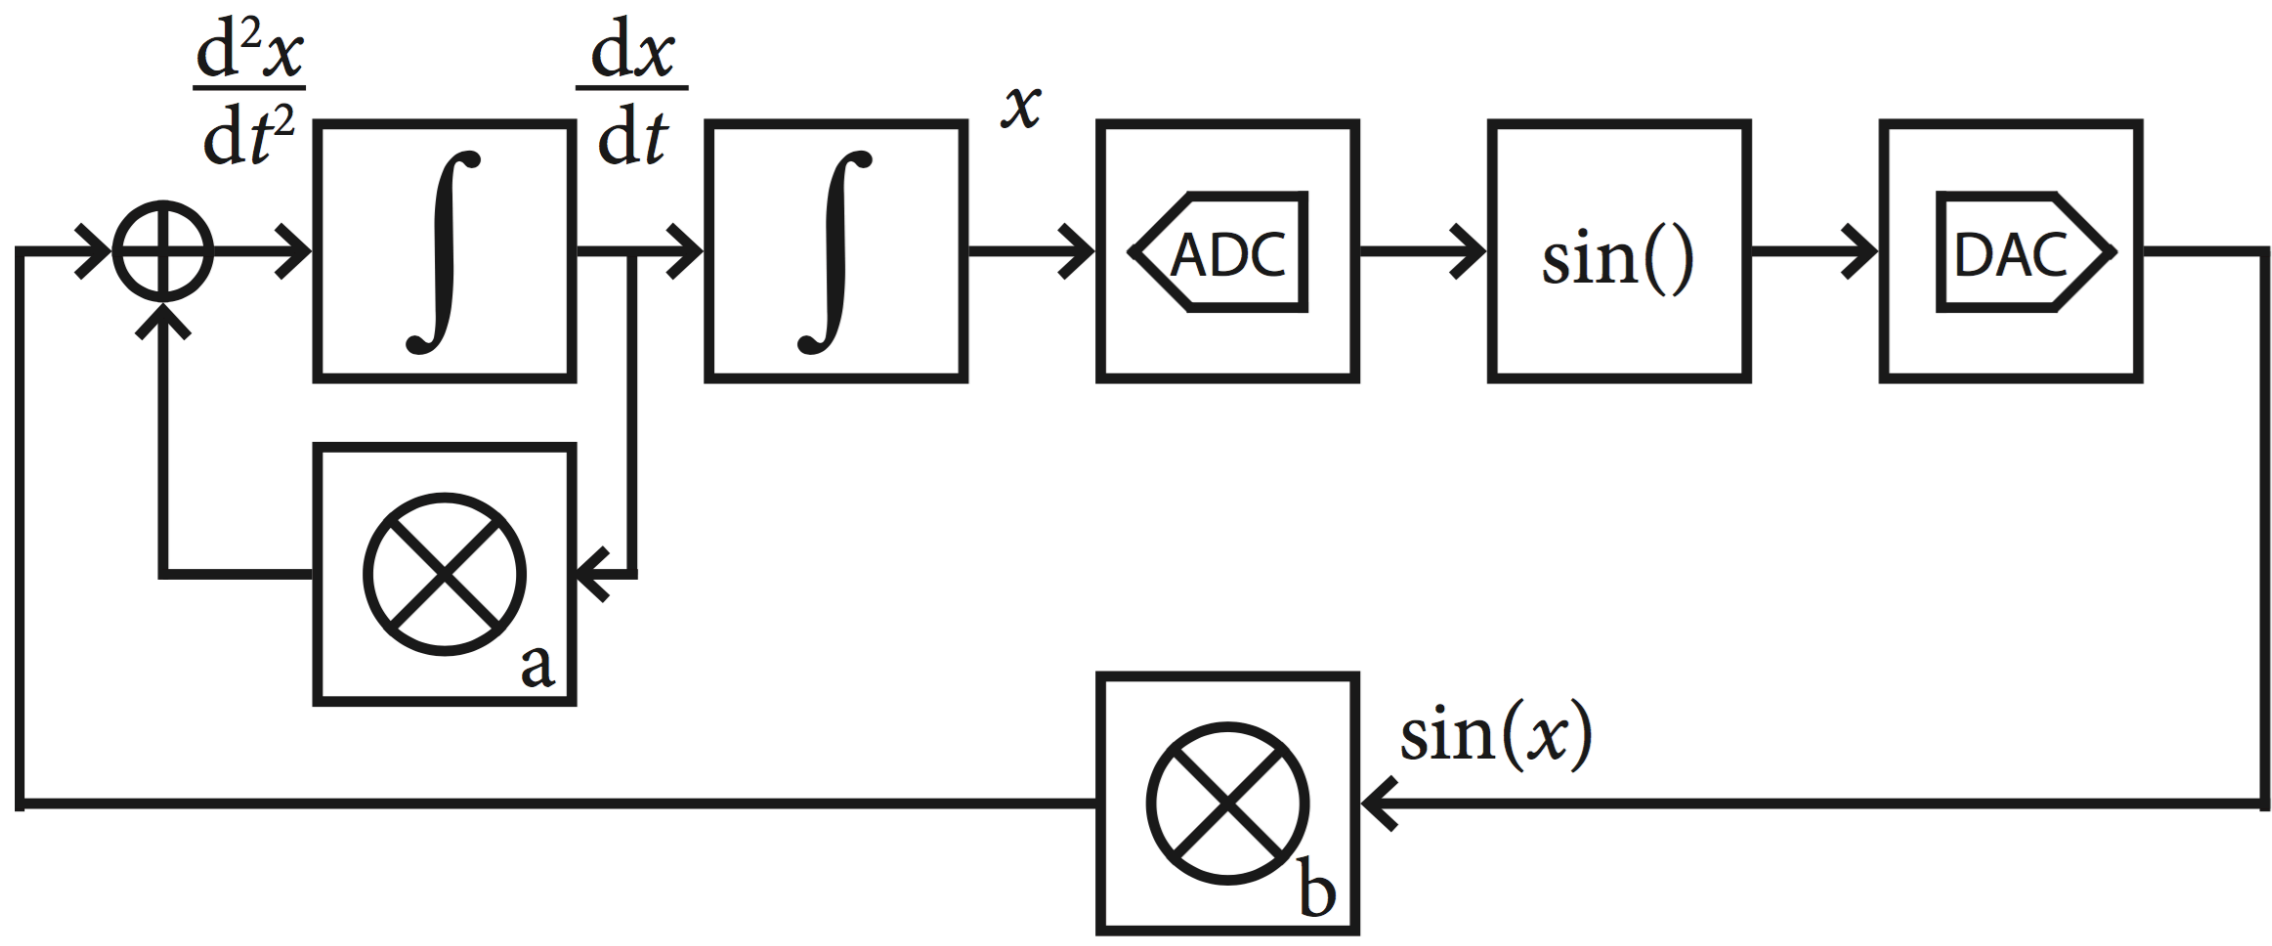 d²x
dt²
dx
dt
x
∫
∫
ADC
sin()
DAC
a
sin(x)
b